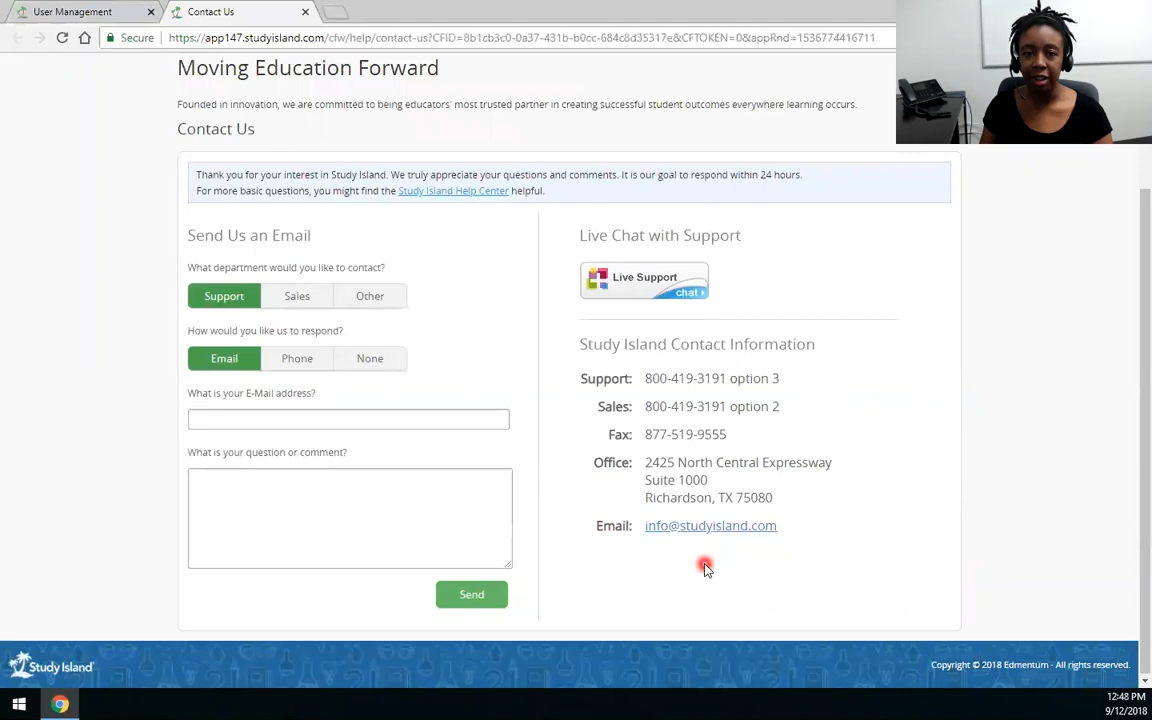 User Management
Contact Us
Secure
https://app147.studyisland.com/cfw/help/contact-us?CFID=8b1cb3c0-0a37-431b-b0cc-684c8d35317e&CFTOKEN=0&appRnd=1536774416711
Moving Education Forward
Founded in innovation, we are committed to being educators' most trusted partner in creating successful student outcomes everywhere learning occurs.
Contact Us
Thank you for your interest in Study Island. We truly appreciate your questions and comments. It is our goal to respond within 24 hours.
For more basic questions, you might find the Study Island Help Center helpful.
Send Us an Email
What department would you like to contact?
Support Sales Other
How would you like us to respond?
Email Phone None
What is your E-Mail address?
What is your question or comment?
Send
Live Chat with Support
Live Support
chat
Study Island Contact Information
Support: 800-419-3191 option 3
Sales: 800-419-3191 option 2
Fax: 877-519-9555
Office: 2425 North Central Expressway
Suite 1000
Richardson, TX 75080
Email: info@studyisland.com
Study Island
Copyright © 2018 Edmentum - All rights reserved.
12:48 PM
9/12/2018